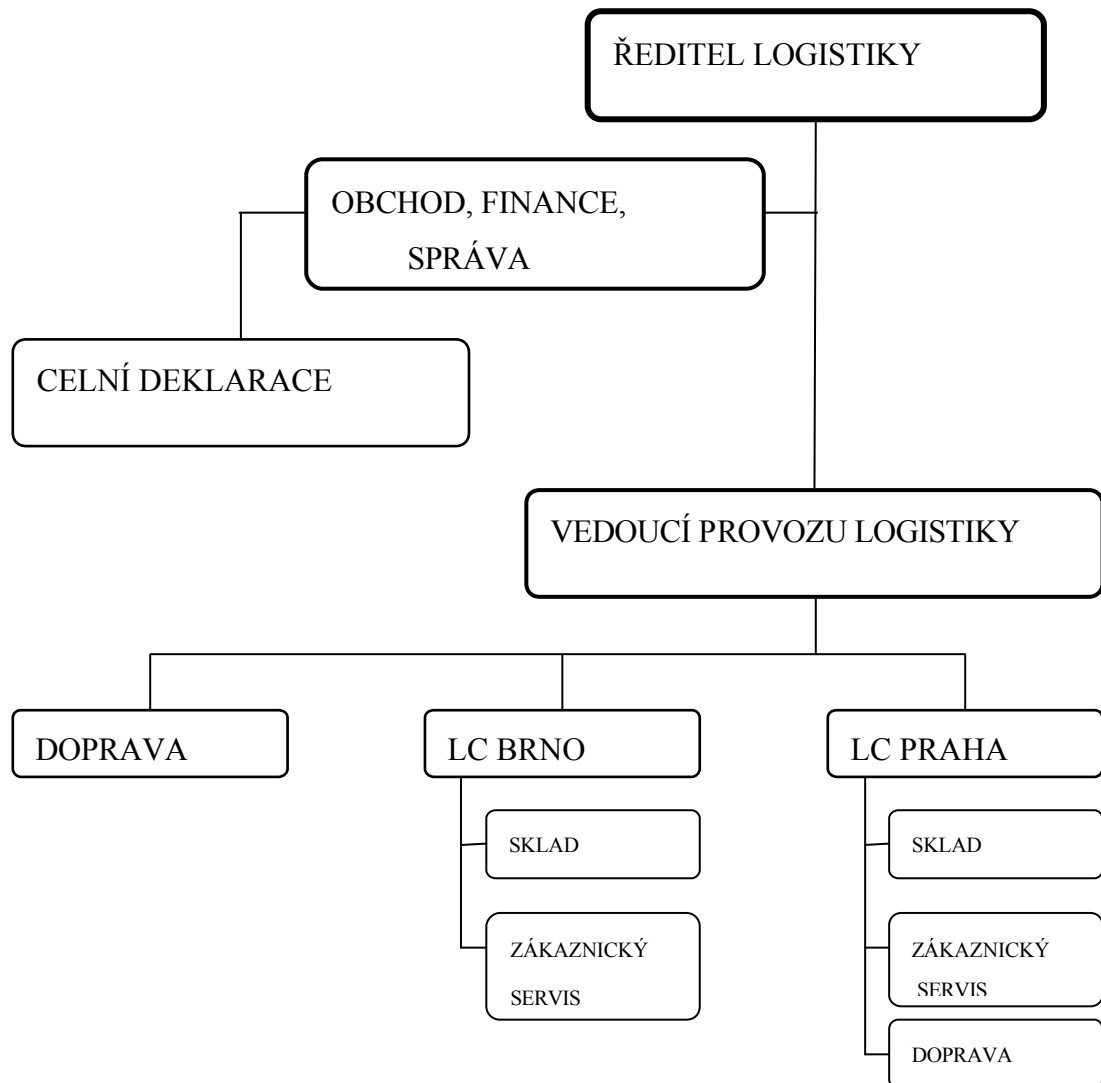 ŘEDITEL LOGISTIKY
OBCHOD, FINANCE,
SPRÁVA
CELNÍ DEKLARACE
VEDOUCÍ PROVOZU LOGISTIKY
DOPRAVA
LC BRNO
LC PRAHA
SKLAD
SKLAD
ZÁKAZNICKÝ
SERVIS
ZÁKAZNICKÝ
SERVIS
DOPRAVA